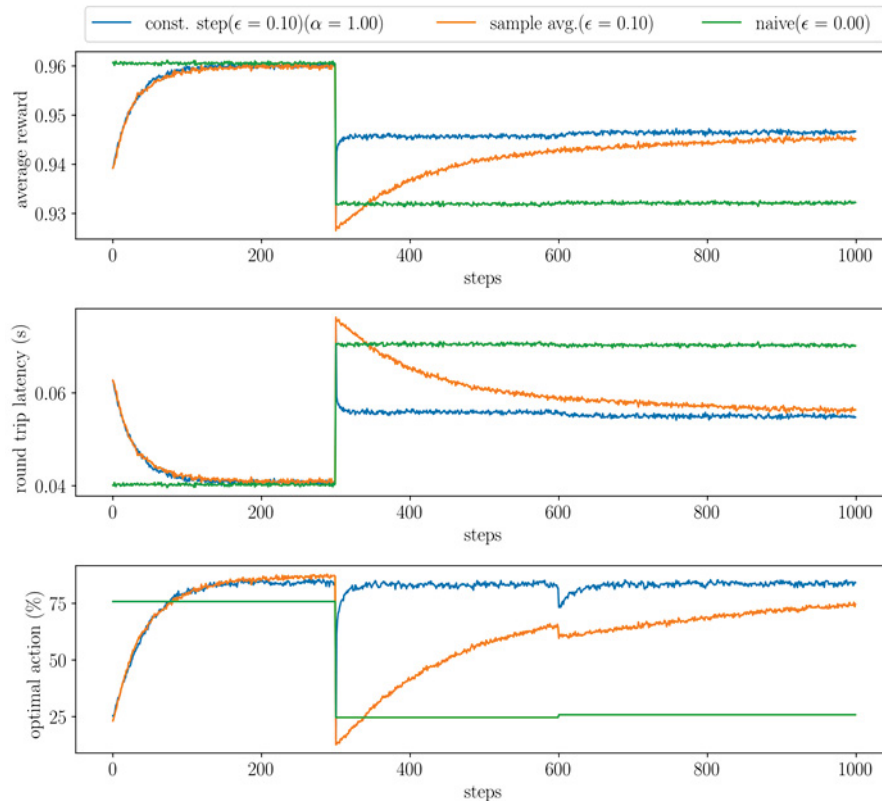 const. step(ϵ = 0.10)(α = 1.00) sample avg.(ϵ = 0.10) naive(ϵ = 0.00)
0.96
0.95
0.94
0.93
average reward
0 200 400 600 800 1000
steps
0.06
0.04
round trip latency (s)
0 200 400 600 800 1000
steps
75
50
25
optimal action (%)
0 200 400 600 800 1000
steps